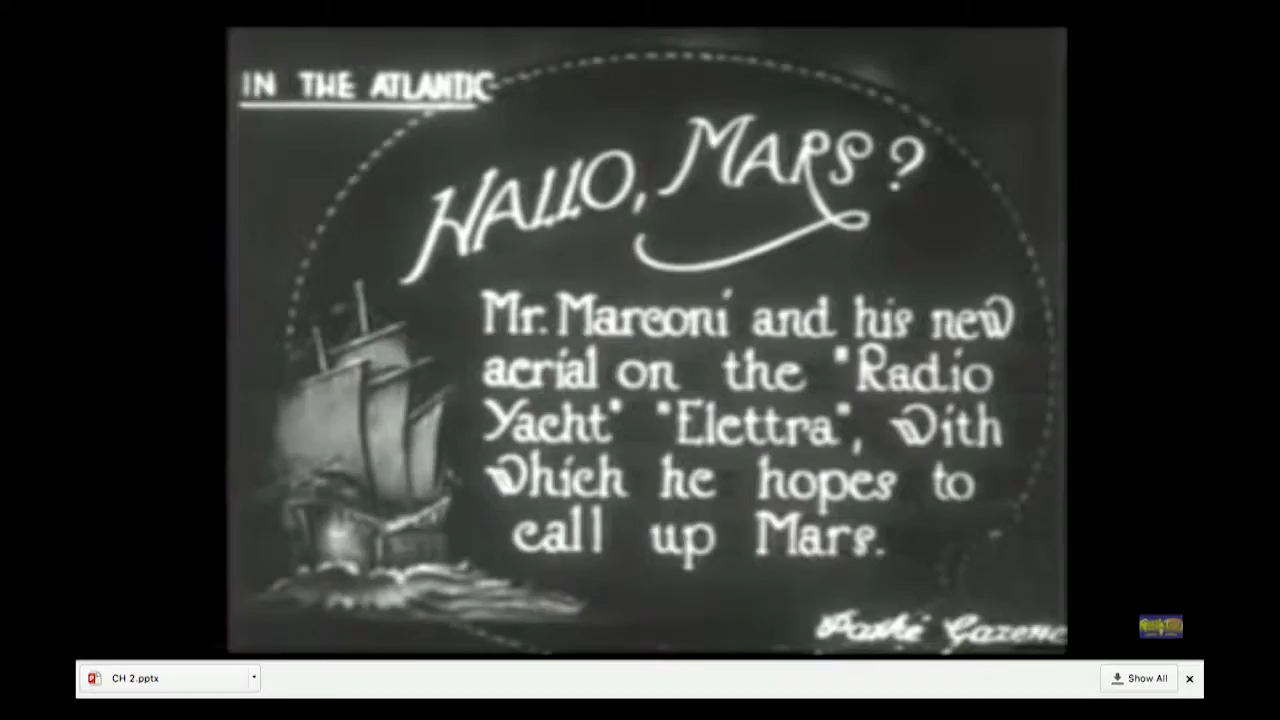 IN THE ATLANTIC
HALLO, MARS?
Mr. Marconi and his new
aerial on the "Radio
Yacht" "Elettra", with
which he hopes to
call up Mars.
Pathé Gazette
CH 2.pptx
Show All